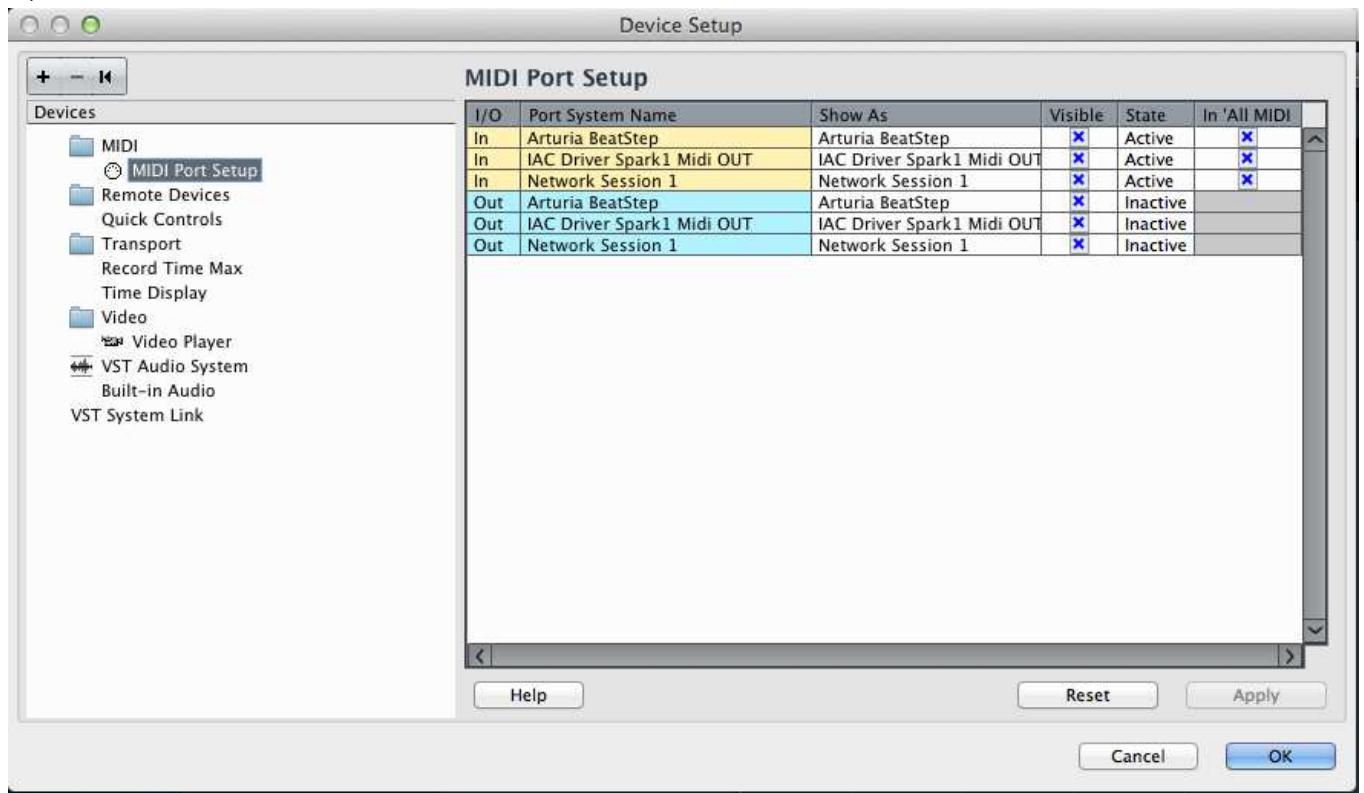 Device Setup
+ -
Devices
MIDI
MIDI Port Setup
Remote Devices
Quick Controls
Transport
Record Time Max
Time Display
Video
Video Player
VST Audio System
Built-in Audio
VST System Link
MIDI Port Setup
I/O Port System Name Show As Visible State In 'All MIDI
In Arturia BeatStep Arturia BeatStep Active
In IAC Driver Spark1 Midi OUT IAC Driver Spark1 Midi OUT Active
In Network Session 1 Network Session 1 Active
Out Arturia BeatStep Arturia BeatStep Inactive
Out IAC Driver Spark1 Midi OUT IAC Driver Spark1 Midi OUT Inactive
Out Network Session 1 Network Session 1 Inactive
Help Reset Apply
Cancel OK